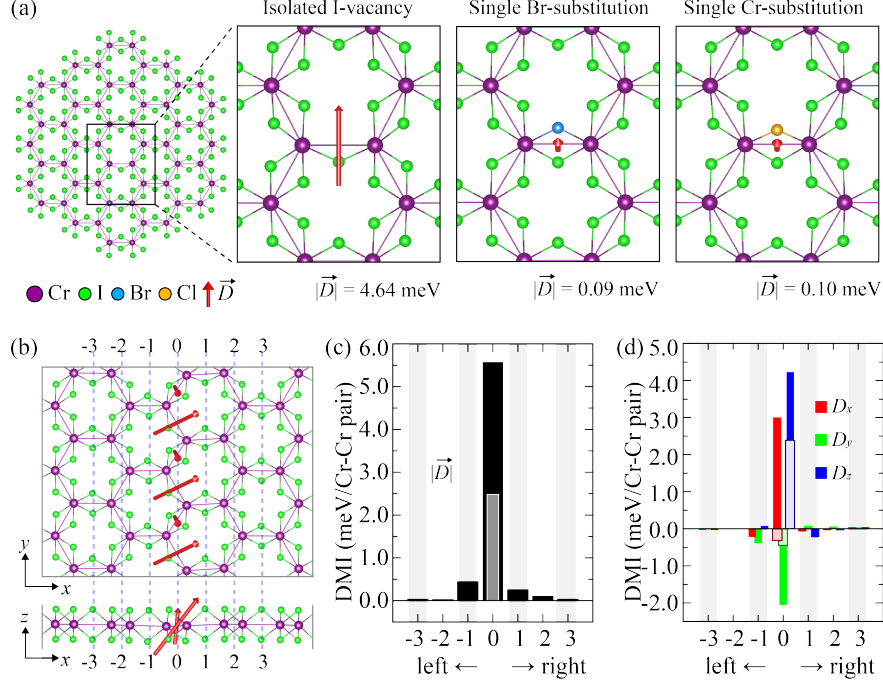 (a)
Isolated I-vacancy
Single Br-substitution
Single Cr-substitution
Cr I Br Cl D⃗
|D⃗| = 4.64 meV
|D⃗| = 0.09 meV
|D⃗| = 0.10 meV
(b)
-3 -2 -1 0 1 2 3
y
x
z
x
-3 -2 -1 0 1 2 3
(c)
DMI (meV/Cr-Cr pair)
6.0
5.0
4.0
3.0
2.0
1.0
0.0
|D⃗|
-3 -2 -1 0 1 2 3
left ← → right
(d)
DMI (meV/Cr-Cr pair)
5.0
4.0
3.0
2.0
1.0
0.0
-1.0
-2.0
Dx
Dy
Dz
-3 -2 -1 0 1 2 3
left ← → right